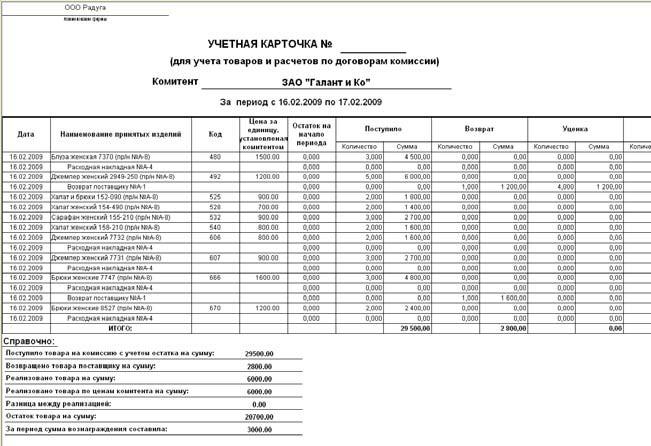 ООО Радуга
наименование фирмы
УЧЕТНАЯ КАРТОЧКА №
(для учета товаров и расчетов по договорам комиссии)
Комитент ЗАО "Галант и Ко"
За период с 16.02.2009 по 17.02.2009
Дата Наименование принятых изделий Код Цена за единицу, установленая комитентом Остаток на начало периода Поступило Возврат Уценка
Количество Сумма Количество Сумма Количество Сумма Количество
16.02.2009 Блуза женская 7370 (пр/н №А-8) 480 1500.00 0,000 3,000 4 500,00 0,000 0,00 0,000 0,00
16.02.2009 Расходная накладная №А-4 0,000 0,000 0,00 0,000 0,00 0,000 0,00
16.02.2009 Джемпер женский 2949-250 (пр/н №А-8) 492 1200.00 0,000 5,000 6 000,00 0,000 0,00 0,000 0,00
16.02.2009 Возврат поставщику №А-1 0,000 0,000 0,00 1,000 1 200,00 4,000 1 200,00
16.02.2009 Халат и брюки 152-090 (пр/н №А-8) 525 900.00 0,000 2,000 1 800,00 0,000 0,00 0,000 0,00
16.02.2009 Халат женский 154-490 (пр/н №А-8) 528 700.00 0,000 2,000 1 400,00 0,000 0,00 0,000 0,00
16.02.2009 Сарафан женский 155-210 (пр/н №А-8) 532 900.00 0,000 3,000 2 700,00 0,000 0,00 0,000 0,00
16.02.2009 Халат женский 158-210 (пр/н №А-8) 540 800.00 0,000 2,000 1 600,00 0,000 0,00 0,000 0,00
16.02.2009 Джемпер женский 7732 (пр/н №А-8) 606 800.00 0,000 2,000 1 600,00 0,000 0,00 0,000 0,00
16.02.2009 Расходная накладная №А-4 0,000 0,000 0,00 0,000 0,00 0,000 0,00
16.02.2009 Джемпер женский 7731 (пр/н №А-8) 607 900.00 0,000 3,000 2 700,00 0,000 0,00 0,000 0,00
16.02.2009 Расходная накладная №А-4 0,000 0,000 0,00 0,000 0,00 0,000 0,00
16.02.2009 Брюки женские 7747 (пр/н №А-8) 666 1600.00 0,000 3,000 4 800,00 0,000 0,00 0,000 0,00
16.02.2009 Расходная накладная №А-4 0,000 0,000 0,00 0,000 0,00 0,000 0,00
16.02.2009 Возврат поставщику №А-1 0,000 0,000 0,00 1,000 1 600,00 0,000 0,00
16.02.2009 Брюки женские 8527 (пр/н №А-8) 670 1200.00 0,000 2,000 2 400,00 0,000 0,00 0,000 0,00
16.02.2009 Расходная накладная №А-4 0,000 0,000 0,00 0,000 0,00 0,000 0,00
ИТОГО: 29 500,00 2 800,00 0,00
Справочно:
Поступило товара на комиссию с учетом остатка на сумму: 29500.00
Возвращено товара поставщику на сумму: 2800.00
Реализовано товара на сумму: 6000.00
Реализовано товара по ценам комитента на сумму: 6000.00
Разница между реализацией: 0.00
Остаток товара на сумму: 20700.00
За период сумма вознаграждения составила: 3000.00